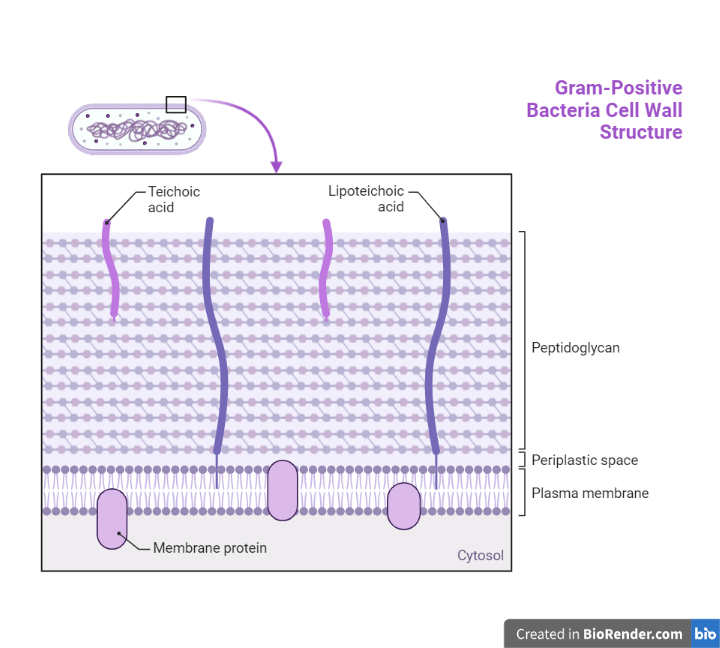 Gram-Positive
Bacteria Cell Wall
Structure
Teichoic
acid
Lipoteichoic
acid
Peptidoglycan
Periplastic space
Plasma membrane
Membrane protein
Cytosol
Created in BioRender.com bio